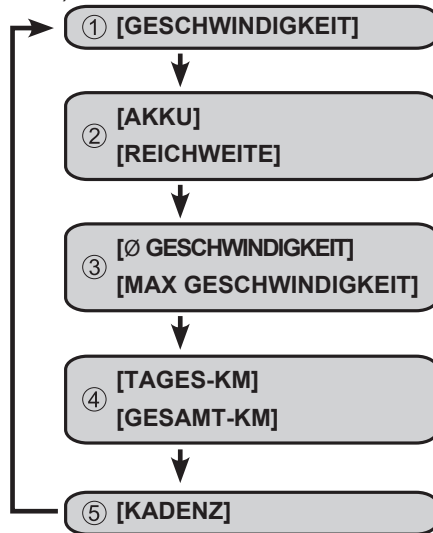 ① [GESCHWINDIGKEIT]
② [AKKU]
[REICHWEITE]
③ [Ø GESCHWINDIGKEIT]
[MAX GESCHWINDIGKEIT]
④ [TAGES-KM]
[GESAMT-KM]
⑤ [KADENZ]